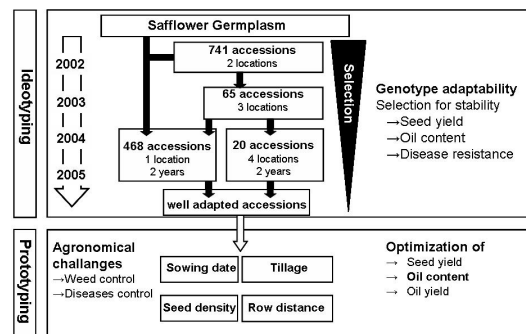 Safflower Germplasm
Ideotyping
2002
2003
2004
2005
741 accessions
2 locations
65 accessions
3 locations
468 accessions
1 location
2 years
20 accessions
4 locations
2 years
well adapted accessions
Selection
Genotype adaptability
Selection for stability
→Seed yield
→Oil content
→Disease resistance
Prototyping
Agronomical
challanges
→Weed control
→Diseases control
Sowing date
Tillage
Seed density
Row distance
Optimization of
→ Seed yield
→ Oil content
→ Oil yield